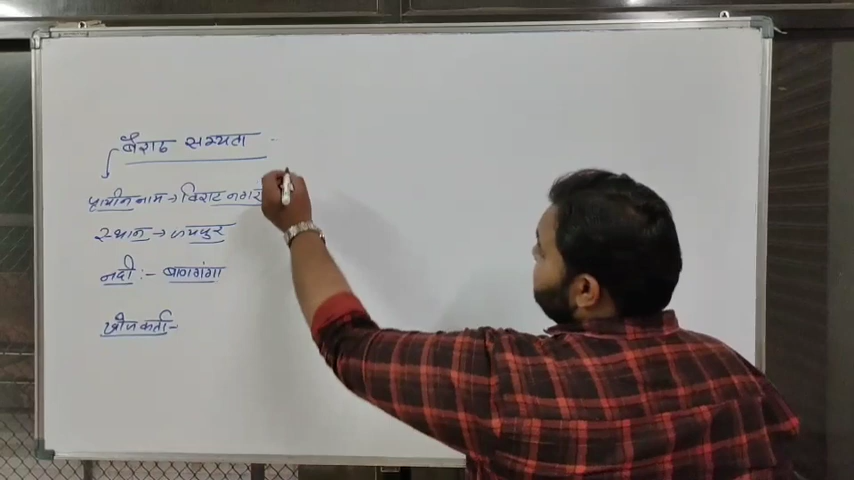 बैराठ सभ्यता -
प्राचीन नाम → विराट नगर
स्थान → जयपुर
नदी :- बाणगंगा
खोजकर्ता -